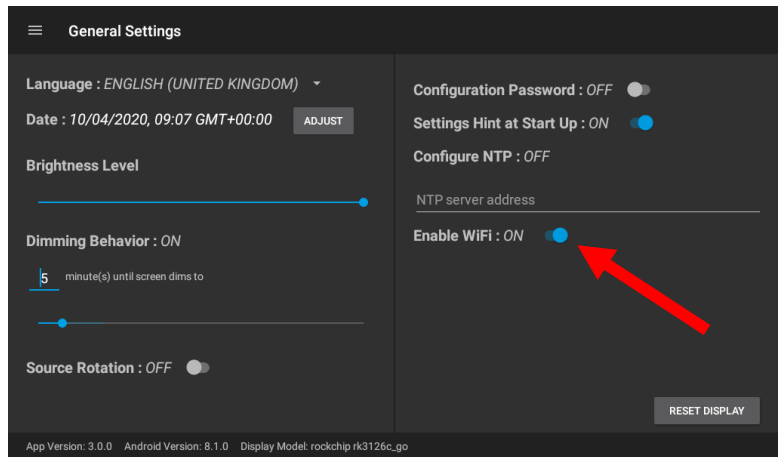 General Settings
Language : ENGLISH (UNITED KINGDOM)
Date : 10/04/2020, 09:07 GMT+00:00
ADJUST
Brightness Level
Dimming Behavior : ON
5 minute(s) until screen dims to
Source Rotation : OFF
Configuration Password : OFF
Settings Hint at Start Up : ON
Configure NTP : OFF
NTP server address
Enable WiFi : ON
RESET DISPLAY
App Version: 3.0.0 Android Version: 8.1.0 Display Model: rockchip rk3126c_go